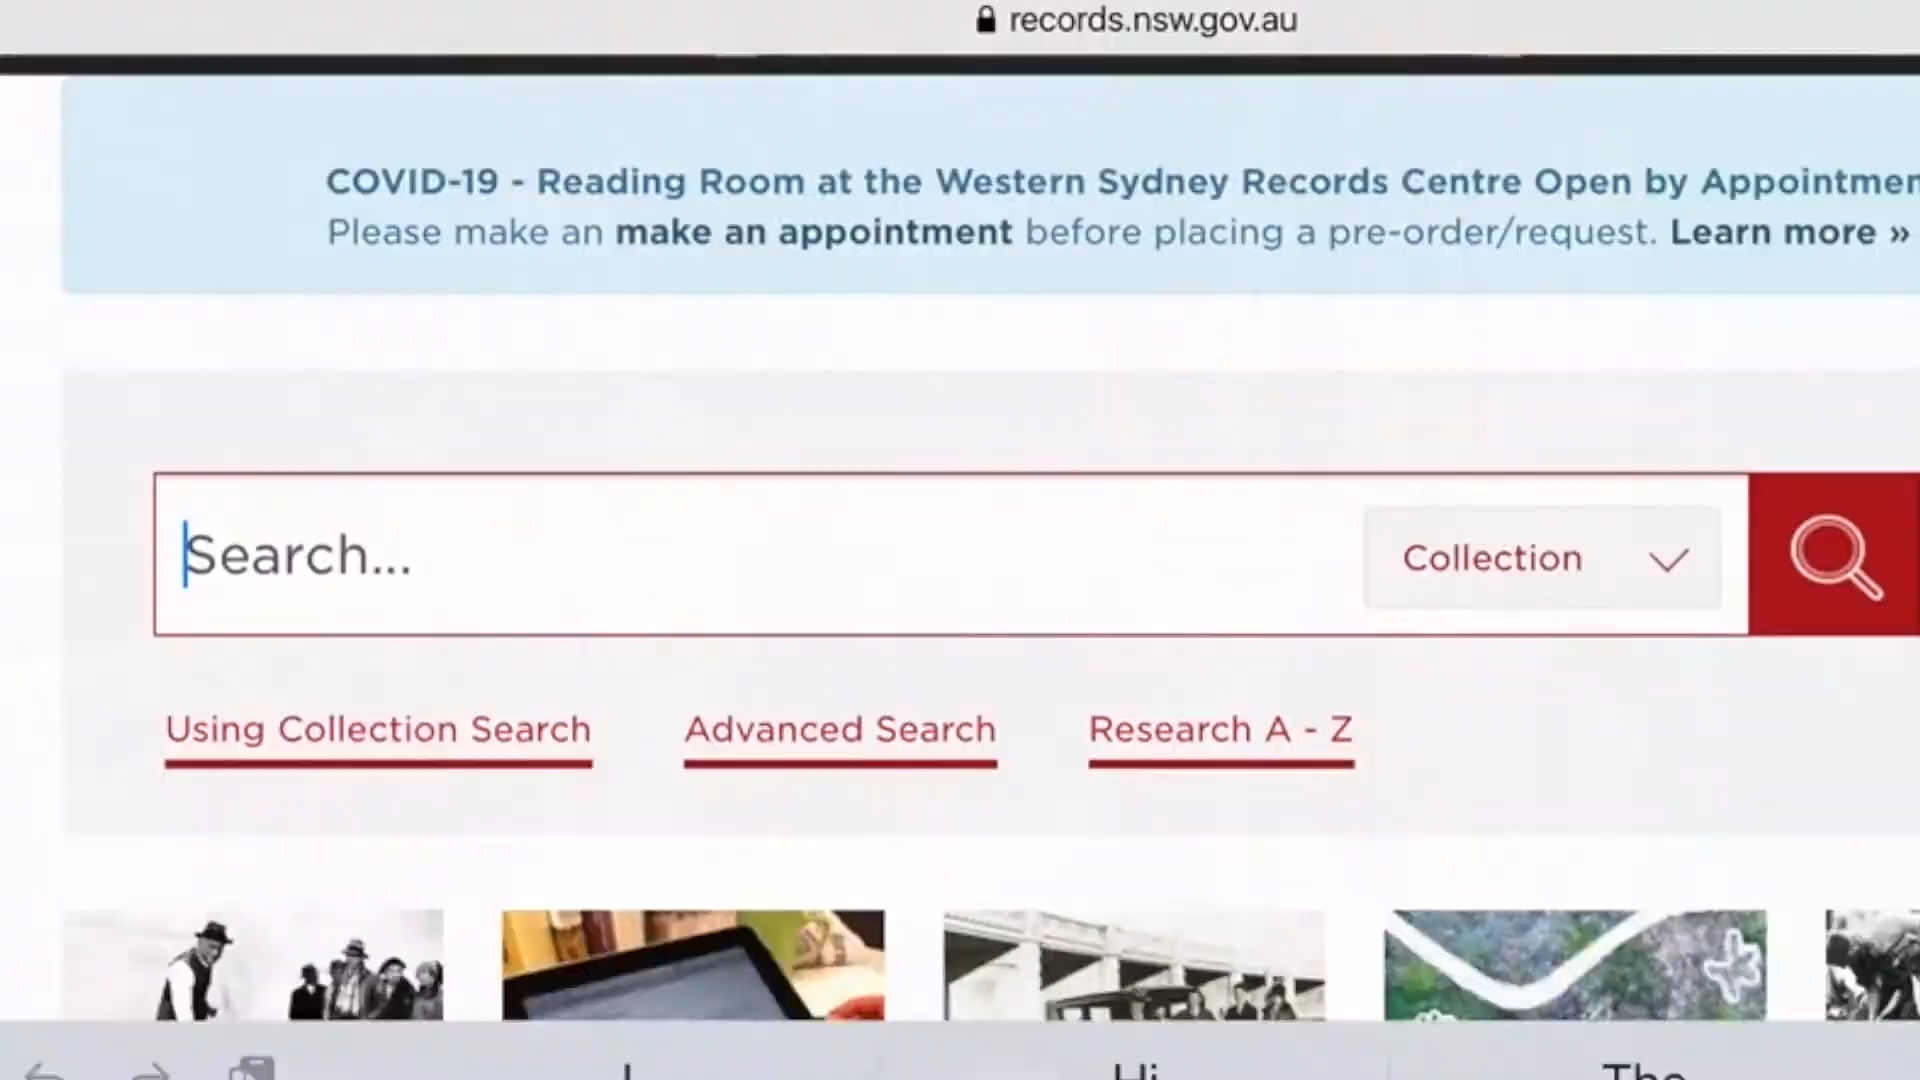 records.nsw.gov.au
COVID-19 - Reading Room at the Western Sydney Records Centre Open by
Please make an make an appointment before placing a pre-order/request. Learn more »
Search...
Collection
Using Collection Search
Advanced Search
Research A - Z
The